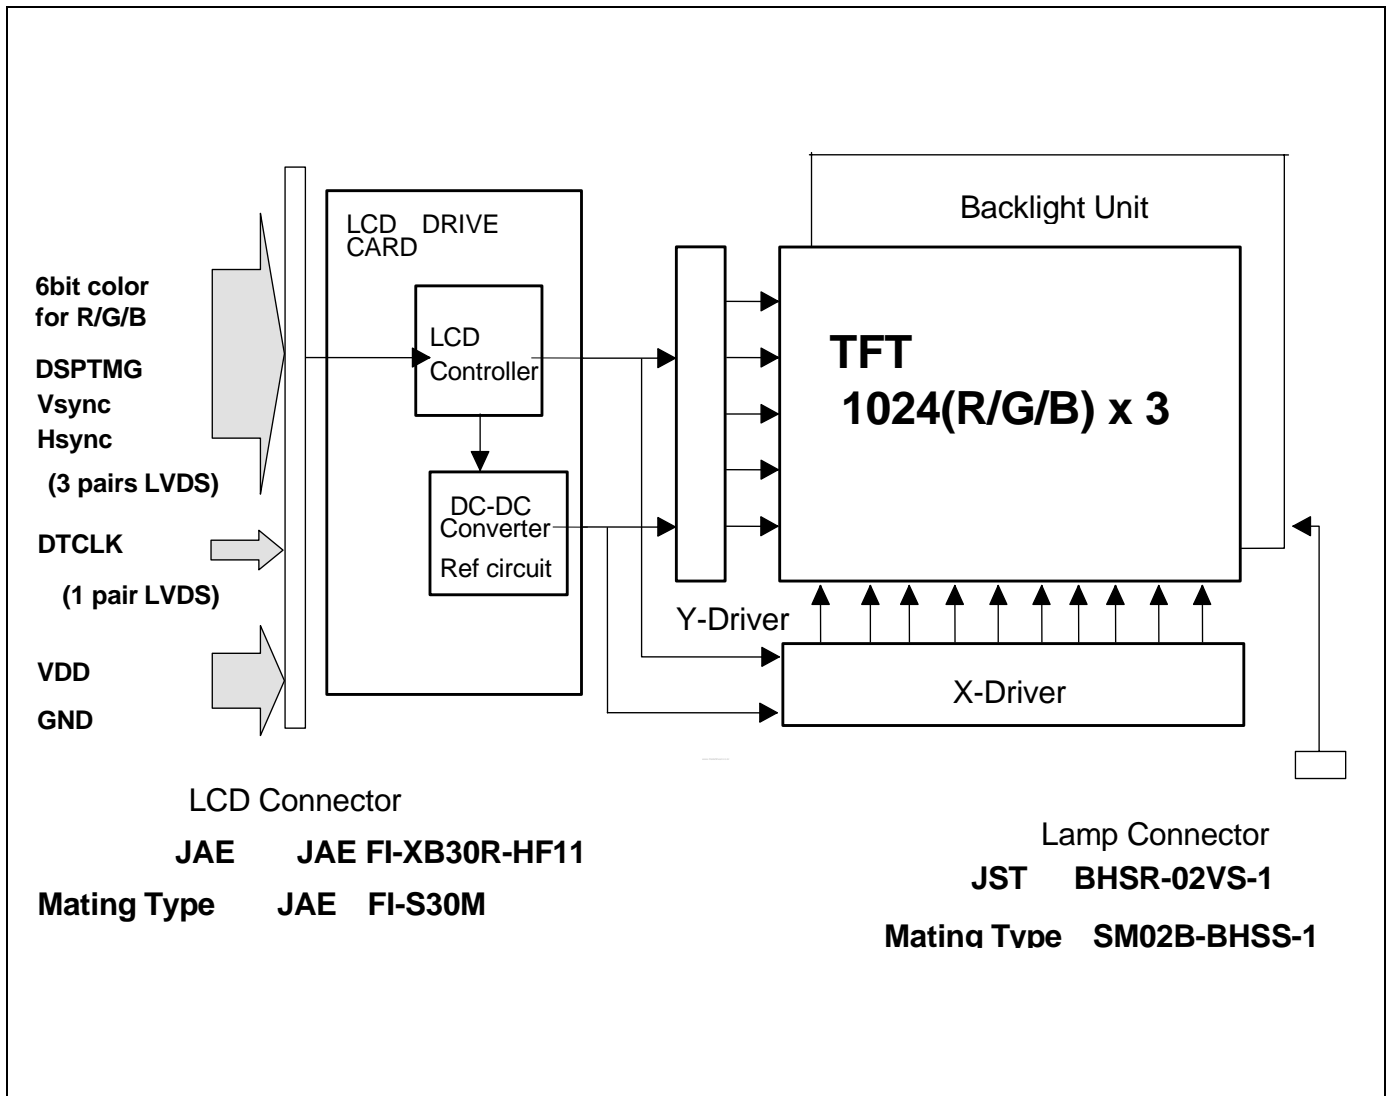 Backlight Unit
LCD DRIVE
CARD
6bit color
for R/G/B
LCD
Controller
TFT
1024(R/G/B) x 3
DSPTMG
Vsync
Hsync
(3 pairs LVDS)
DC-DC
Converter
Ref circuit
DTCLK
(1 pair LVDS)
Y-Driver
VDD
GND
X-Driver
LCD Connector
JAE JAE FI-XB30R-HF11
Mating Type JAE FI-S30M
Lamp Connector
JST BHSR-02VS-1
Mating Type SM02B-BHSS-1